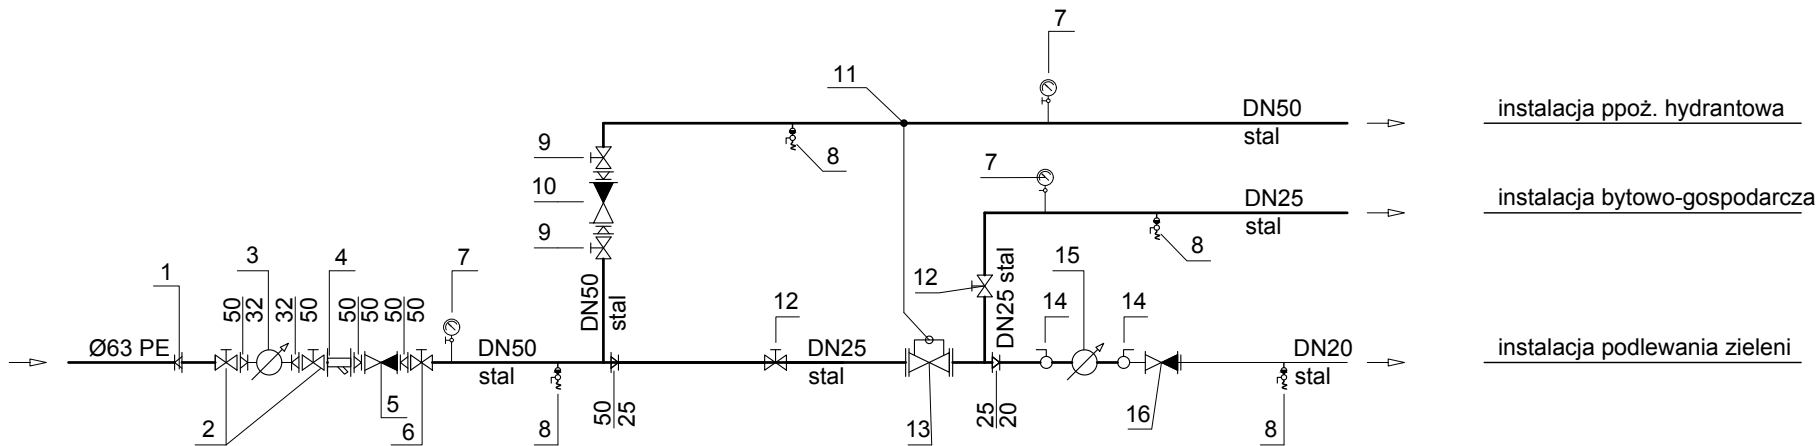 7
11
DN50
stal
instalacja ppoż. hydrantowa
9
8
7
10
DN25
stal
instalacja bytowo-gospodarcza
9
8
1
3
4
7
DN50
stal
12
DN25 stal
15
12
14
14
50
32
32
50
50
50
50
50
Ø63 PE
DN50
stal
DN25
stal
DN20
stal
instalacja podlewania zieleni
2
5
6
8
50
25
13
25
20
16
8